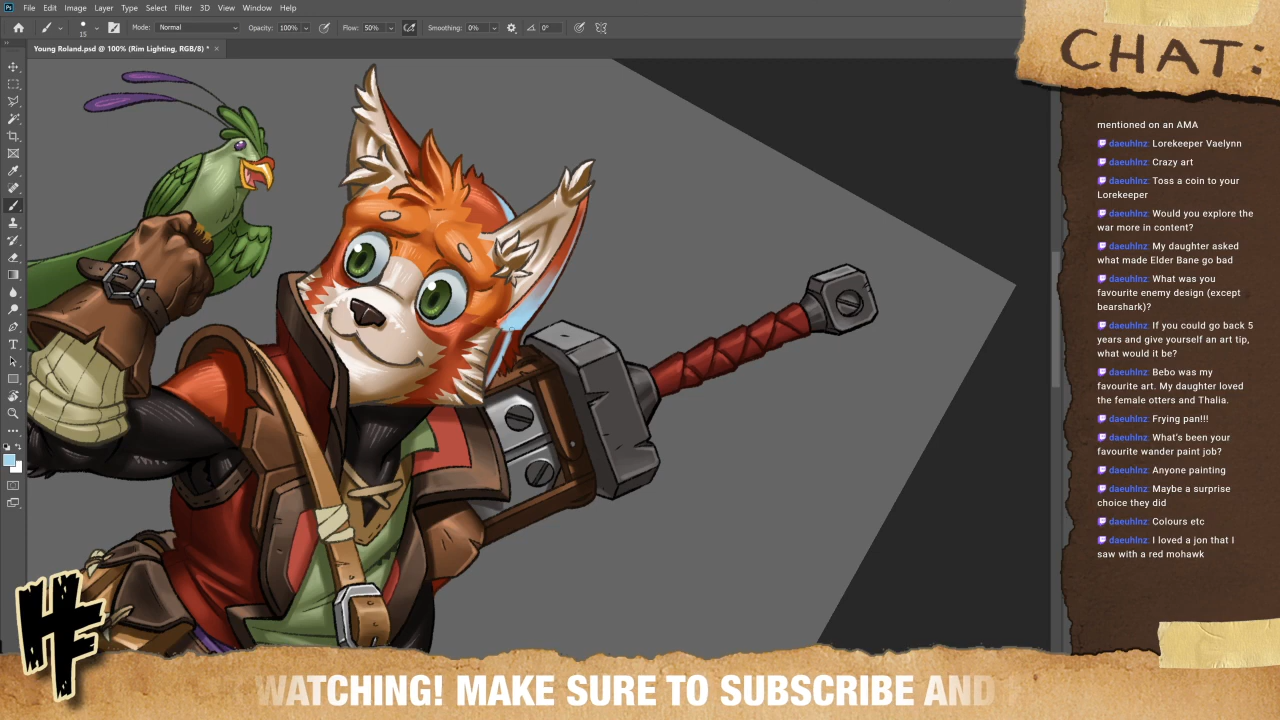 Ps File Edit Image Layer Type Select Filter 3D View Window Help
15 Mode: Normal Opacity: 100% Flow: 50% Smoothing: 0% 0°
Young Roland.psd @ 100% (Rim Lighting, RGB/8) * ×
CHAT:
mentioned on an AMA
daeuhlnz: Lorekeeper Vaelynn
daeuhlnz: Crazy art
daeuhlnz: Toss a coin to your
Lorekeeper
daeuhlnz: Would you explore the
war more in content?
daeuhlnz: My daughter asked
what made Elder Bane go bad
daeuhlnz: What was you
favourite enemy design (except
bearshark)?
daeuhlnz: If you could go back 5
years and give yourself an art tip,
what would it be?
daeuhlnz: Bebo was my
favourite art. My daughter loved
the female otters and Thalia.
daeuhlnz: Frying pan!!!
daeuhlnz: What's been your
favourite wander paint job?
daeuhlnz: Anyone painting
daeuhlnz: Maybe a surprise
choice they did
daeuhlnz: Colours etc
daeuhlnz: I loved a jon that I
saw with a red mohawk
HF
WATCHING! MAKE SURE TO SUBSCRIBE AND